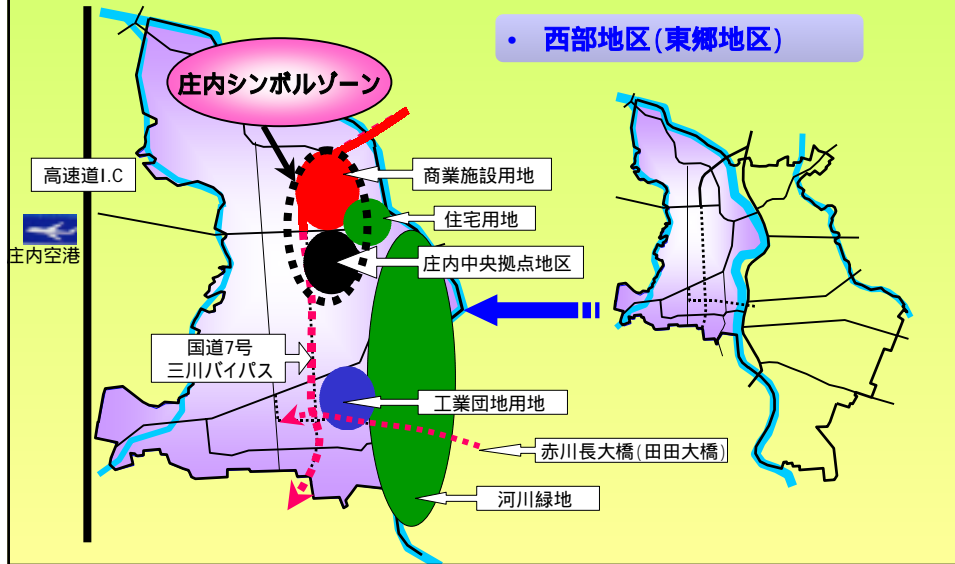 ・ 西部地区(東郷地区)
庄内シンボルゾーン
高速道I.C
商業施設用地
住宅用地
庄内空港
庄内中央拠点地区
国道7号
三川バイパス
工業団地用地
赤川長大橋(田田大橋)
河川緑地